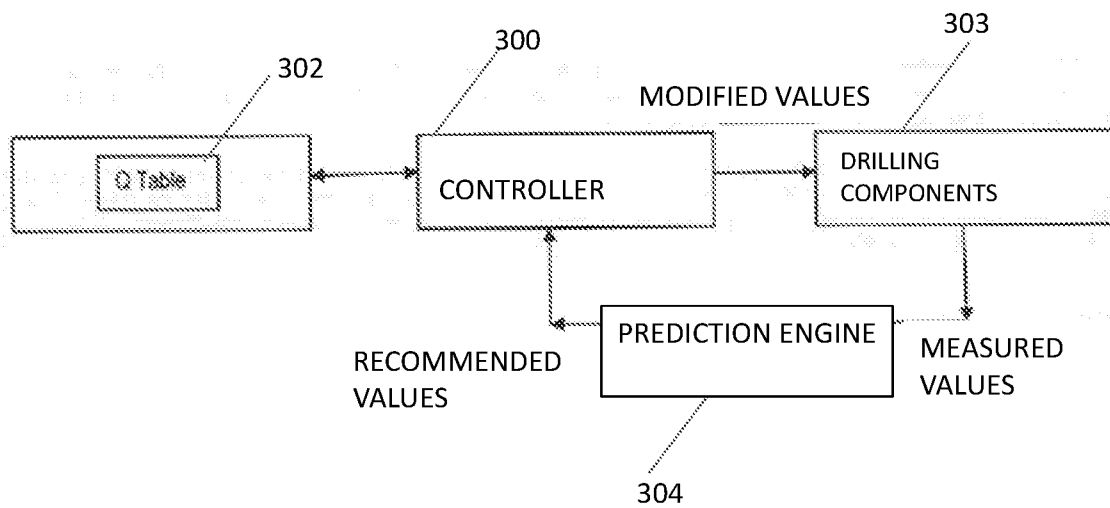 300
303
302
MODIFIED VALUES
Q Table
CONTROLLER
DRILLING
COMPONENTS
PREDICTION ENGINE
RECOMMENDED
VALUES
MEASURED
VALUES
304